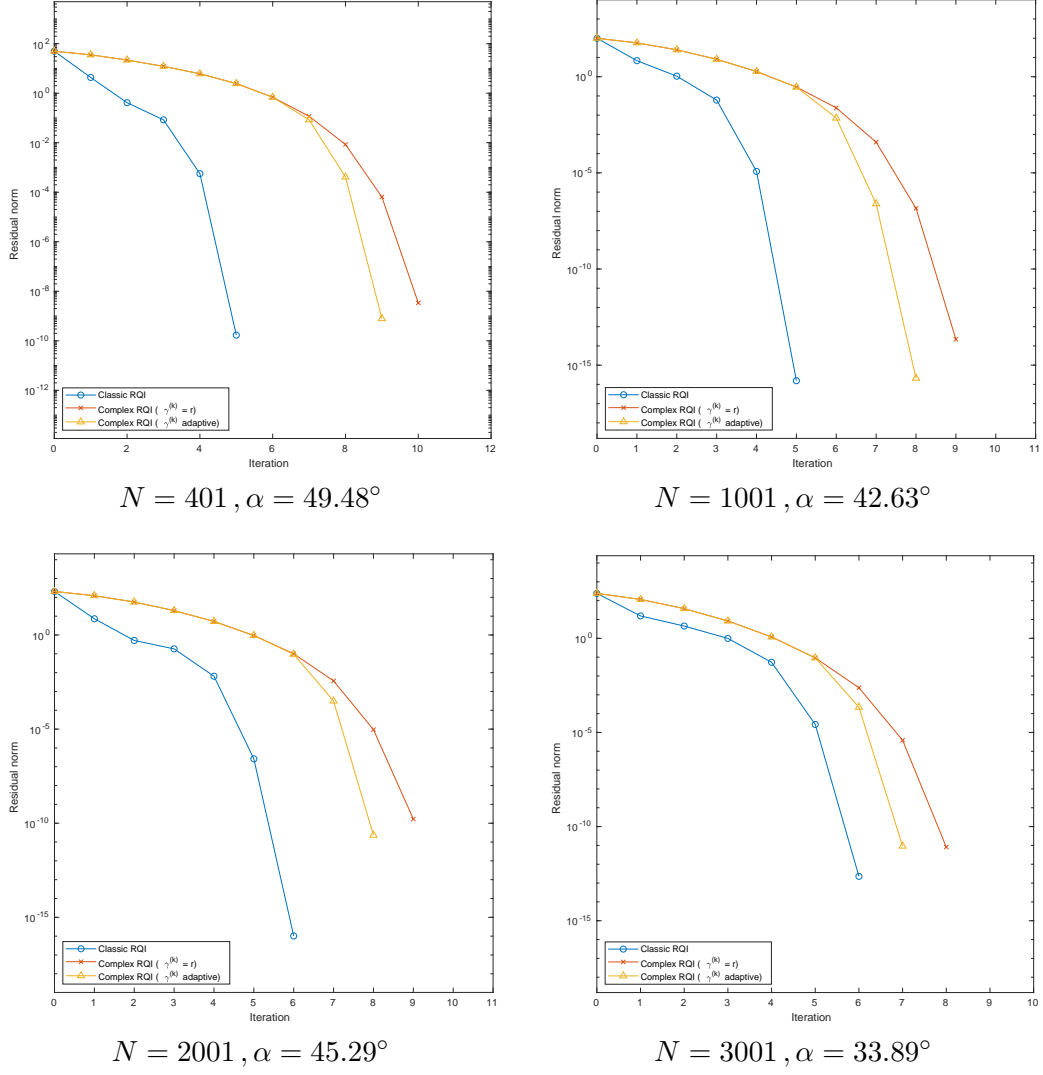 10^2
10^0
10^-2
10^-4
10^-6
10^-8
10^-10
10^-12
Residual norm
Classic RQI
Complex RQI ( γ^(k) = r)
Complex RQI ( γ^(k) adaptive)
0 2 4 6 8 10 12
Iteration
N = 401 , α = 49.48°
10^0
10^-5
10^-10
10^-15
Residual norm
Classic RQI
Complex RQI ( γ^(k) = r)
Complex RQI ( γ^(k) adaptive)
0 1 2 3 4 5 6 7 8 9 10 11
Iteration
N = 1001 , α = 42.63°
10^0
10^-5
10^-10
10^-15
Residual norm
Classic RQI
Complex RQI ( γ^(k) = r)
Complex RQI ( γ^(k) adaptive)
0 1 2 3 4 5 6 7 8 9 10 11
Iteration
N = 2001 , α = 45.29°
10^0
10^-5
10^-10
10^-15
Residual norm
Classic RQI
Complex RQI ( γ^(k) = r)
Complex RQI ( γ^(k) adaptive)
0 1 2 3 4 5 6 7 8 9 10
Iteration
N = 3001 , α = 33.89°